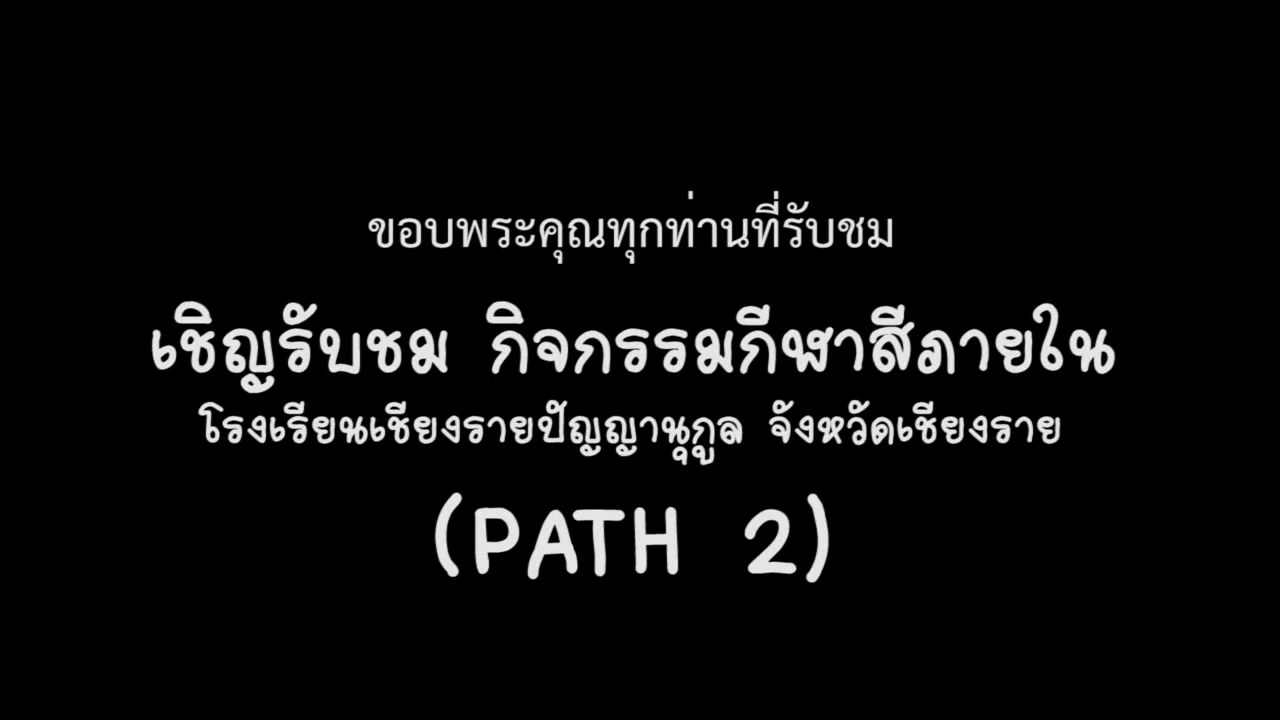 ขอบพระคุณทุกท่านที่รับชม
เชิญรับชม กิจกรรมกีฬาสีภายใน
โรงเรียนเชียงรายปัญญานุกูล จังหวัดเชียงราย
(PATH 2)